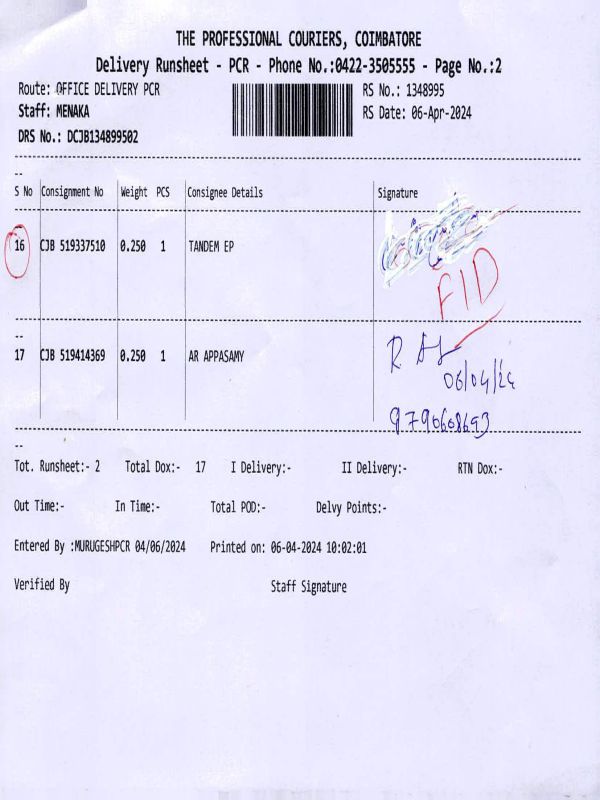 THE PROFESSIONAL COURIERS, COIMBATORE
Delivery Runsheet - PCR - Phone No.:0422-3505555 - Page No.:2
Route: OFFICE DELIVERY PCR RS No.: 1348995
Staff: MENAKA RS Date: 06-Apr-2024
DRS No.: DCJB134899502
S No Consignment No Weight PCS Consignee Details Signature
16 CJB 519337510 0.250 1 TANDEM EP
FID
17 CJB 519414369 0.250 1 AR APPASAMY R
06/04/24
9790608693
Tot. Runsheet:- 2 Total Dox:- 17 I Delivery:- II Delivery:- RTN Dox:-
Out Time:- In Time:- Total POD:- Delvy Points:-
Entered By :MURUGESHPCR 04/06/2024 Printed on: 06-04-2024 10:02:01
Verified By Staff Signature